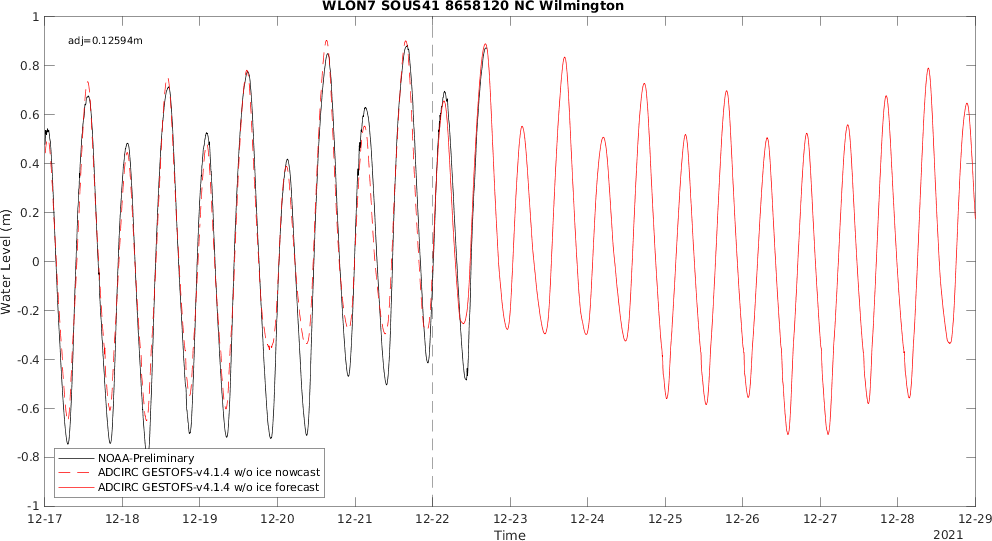 WLON7 SOUS41 8658120 NC Wilmington
adj=0.12594m
Water Level (m)
1
0.8
0.6
0.4
0.2
0
-0.2
-0.4
-0.6
-0.8
-1
NOAA-Preliminary
ADCIRC GESTOFS-v4.1.4 w/o ice nowcast
ADCIRC GESTOFS-v4.1.4 w/o ice forecast
12-17 12-18 12-19 12-20 12-21 12-22 12-23 12-24 12-25 12-26 12-27 12-28 12-29
Time
2021